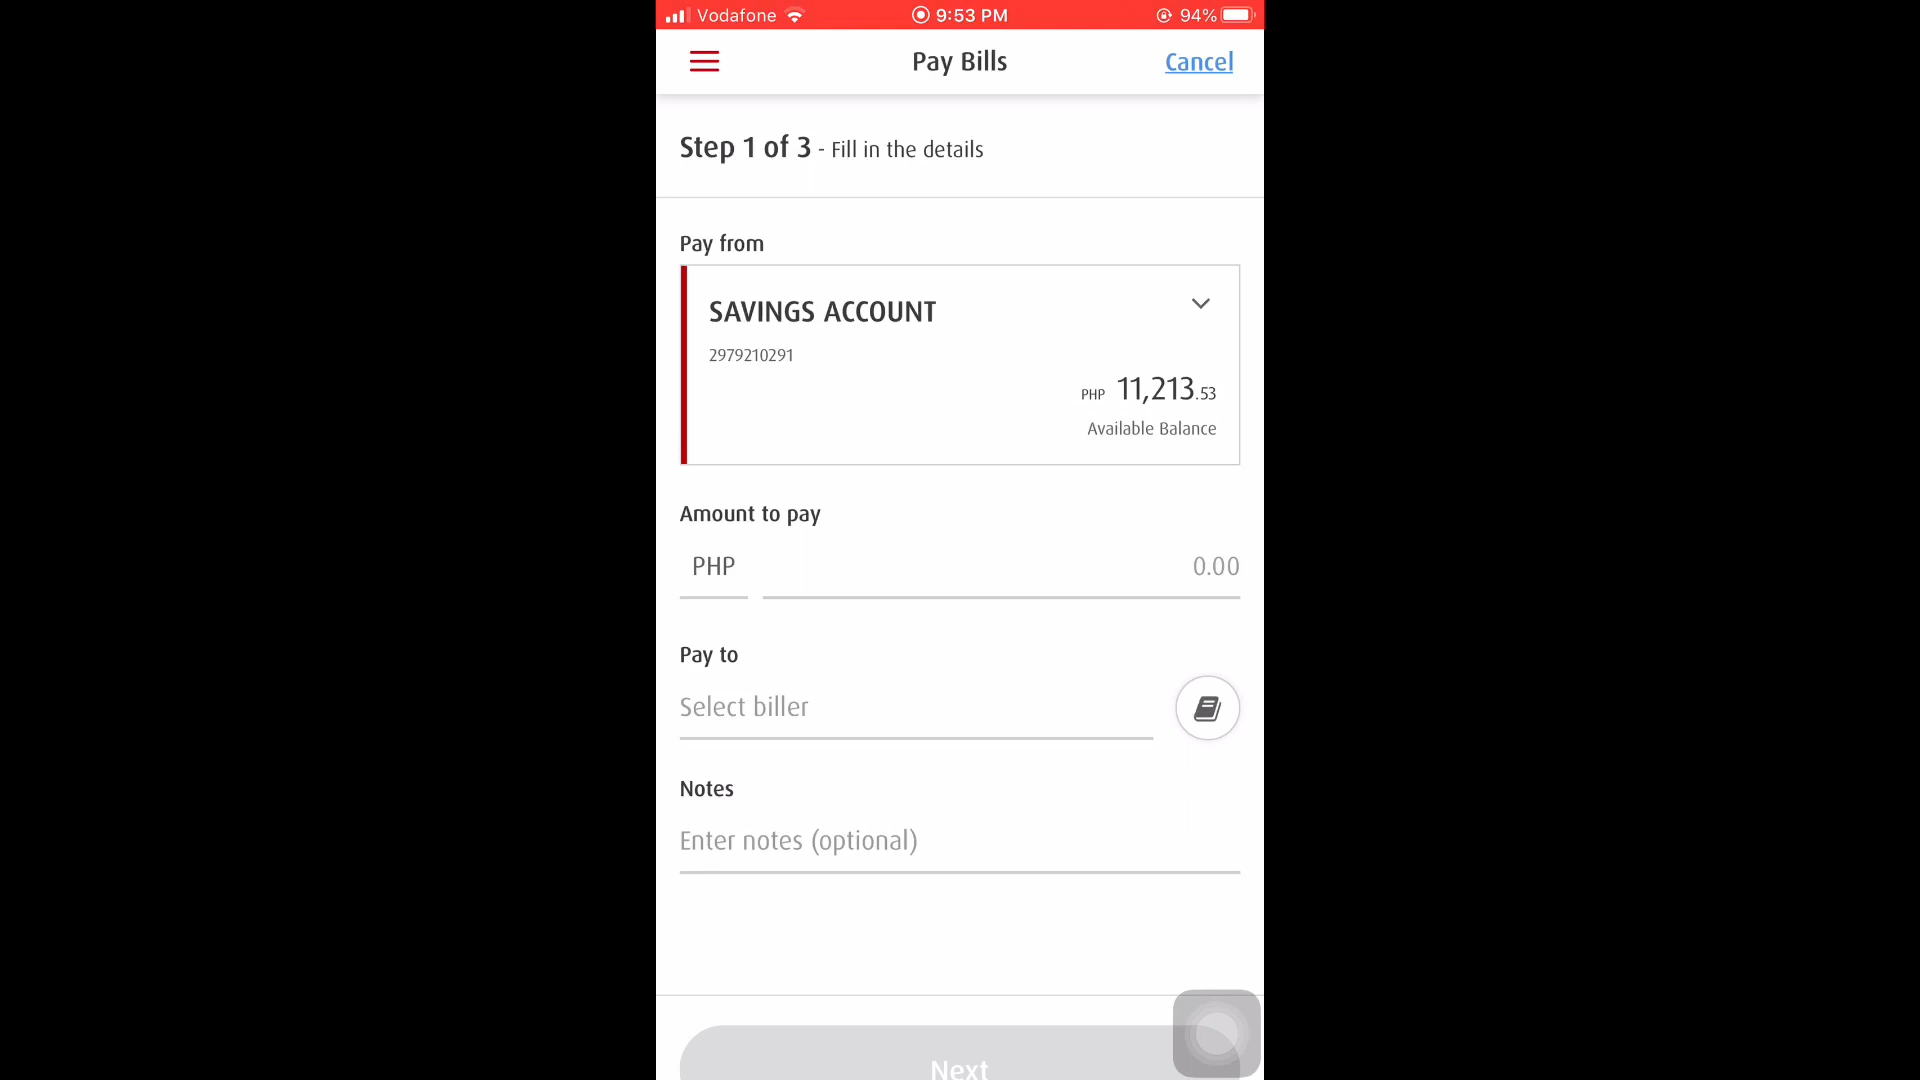 Vodafone 9:53 PM 94%
Pay Bills Cancel
Step 1 of 3 - Fill in the details
Pay from
SAVINGS ACCOUNT
2979210291
PHP 11,213.53
Available Balance
Amount to pay
PHP 0.00
Pay to
Select biller
Notes
Enter notes (optional)
Next